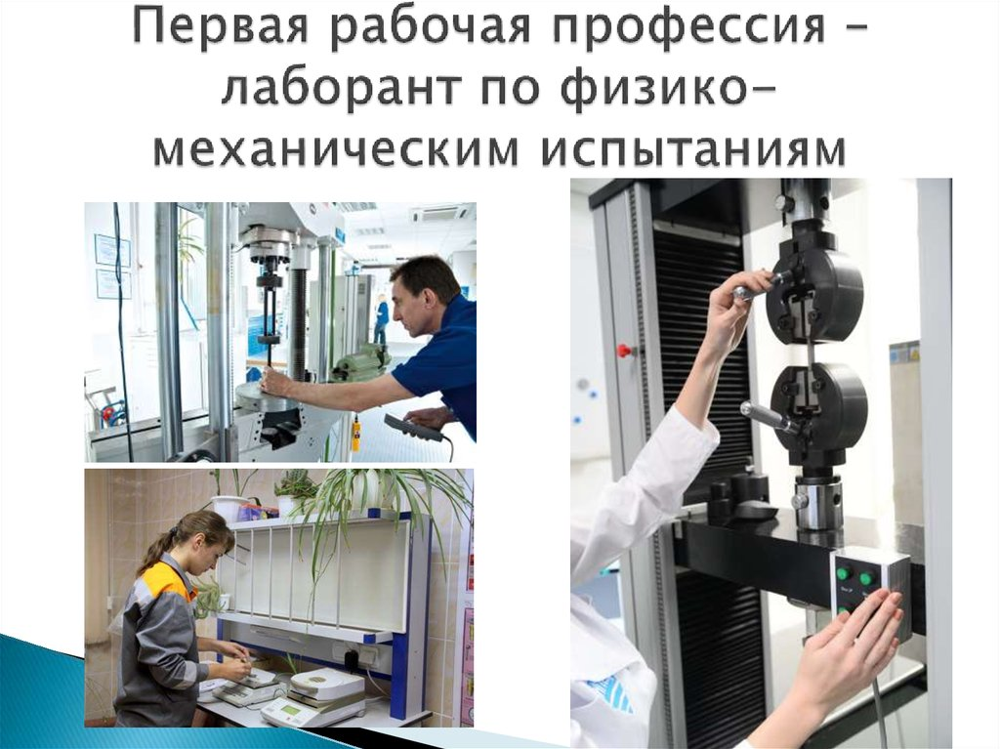 Первая рабочая профессия –
лаборант по физико-
механическим испытаниям